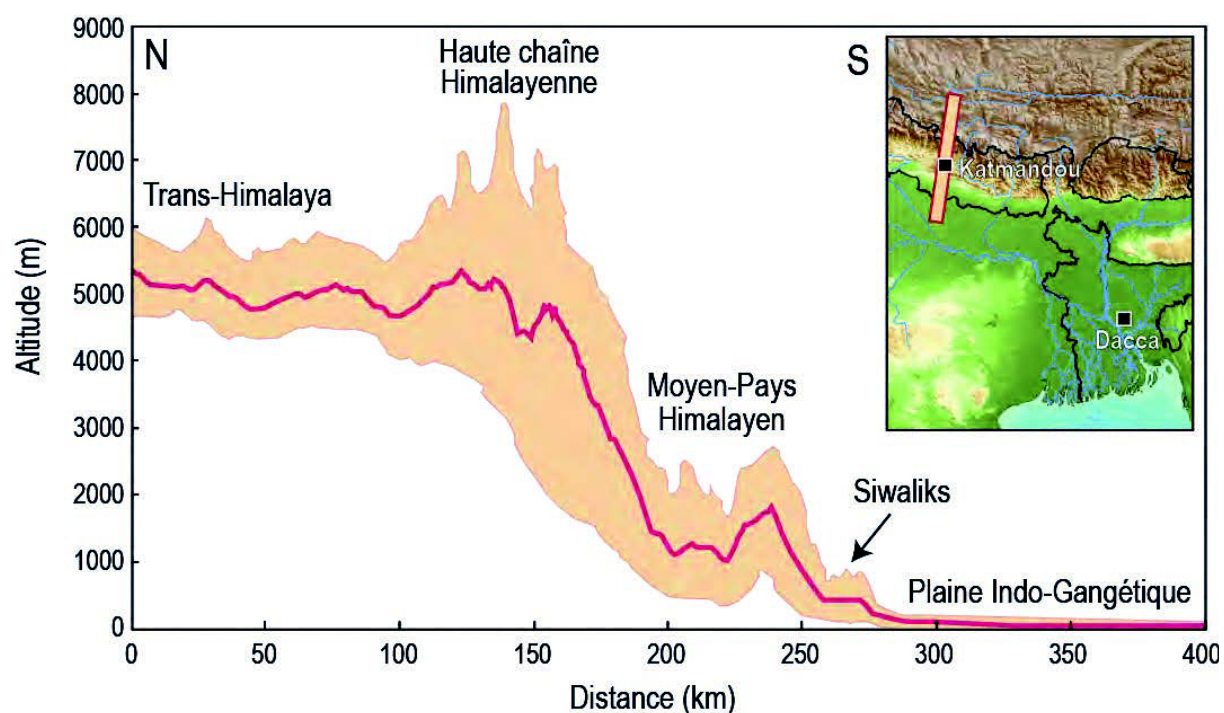 9000
8000
7000
6000
5000
4000
3000
2000
1000
0
Altitude (m)
N
Haute chaîne
Himalayenne
S
Trans-Himalaya
Moyen-Pays
Himalayen
Siwaliks
Plaine Indo-Gangétique
Katmandou
Dacca
0 50 100 150 200 250 300 350 400
Distance (km)